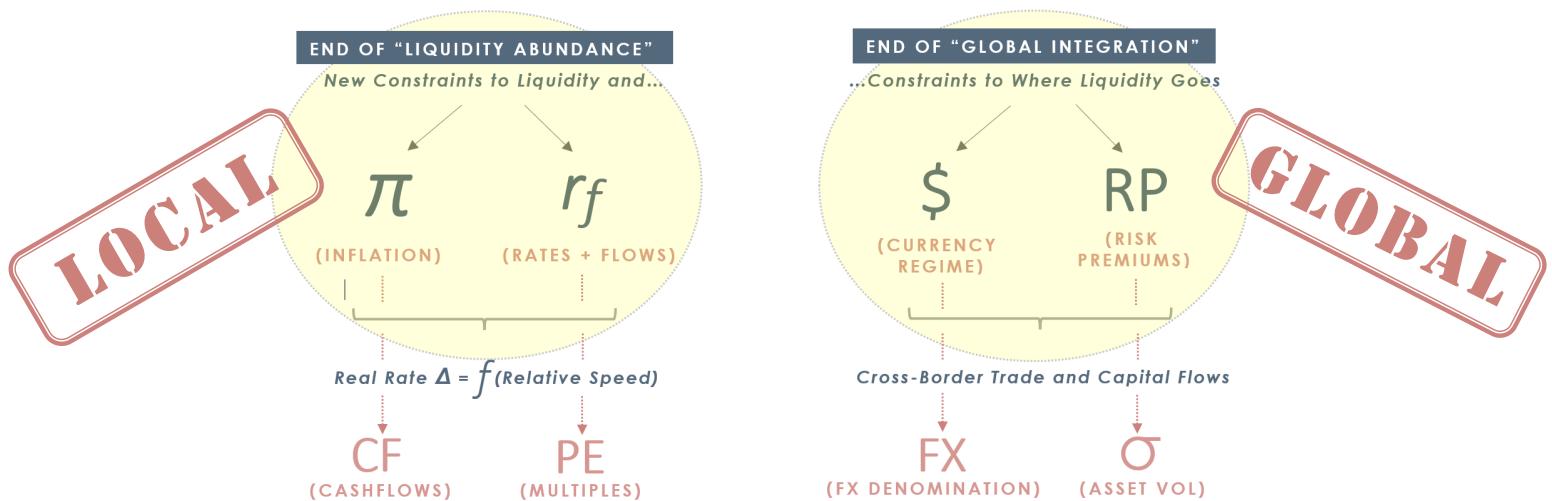 LOCAL
END OF “LIQUIDITY ABUNDANCE”
New Constraints to Liquidity and...
π
rf
(INFLATION)
(RATES + FLOWS)
Real Rate Δ = f (Relative Speed)
CF
PE
(CASHFLOWS)
(MULTIPLES)
END OF “GLOBAL INTEGRATION”
...Constraints to Where Liquidity Goes
$
RP
(CURRENCY
REGIME)
(RISK
PREMIUMS)
Cross-Border Trade and Capital Flows
FX
σ
(FX DENOMINATION)
(ASSET VOL)
GLOBAL